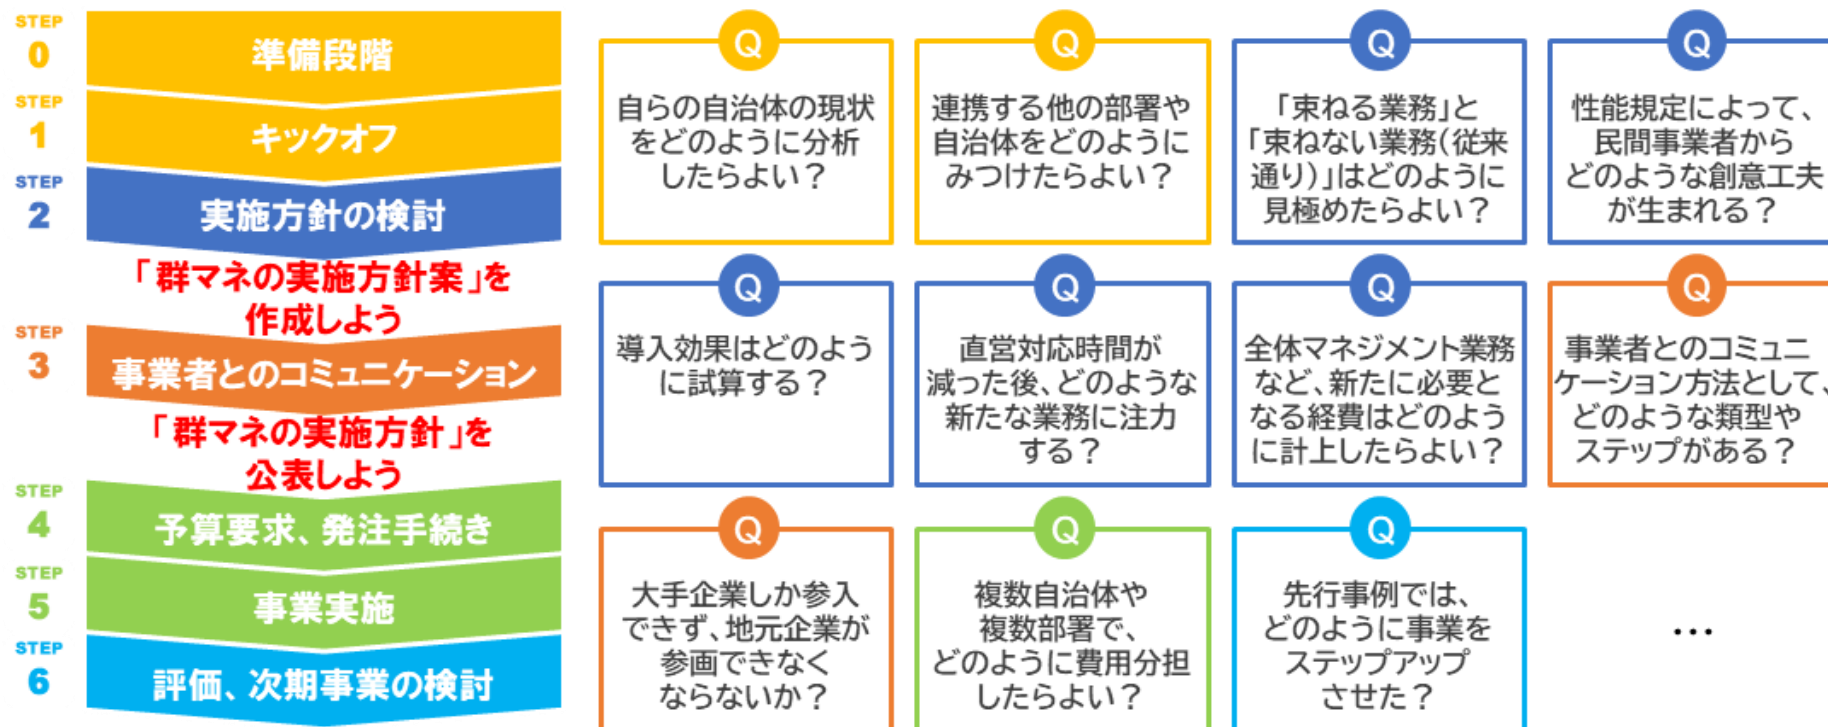 STEP
0
準備段階
STEP
1
キックオフ
STEP
2
実施方針の検討
「群マネの実施方針案」を
作成しよう
STEP
3
事業者とのコミュニケーション
「群マネの実施方針」を
公表しよう
STEP
4
予算要求、発注手続き
STEP
5
事業実施
STEP
6
評価、次期事業の検討
Q
自らの自治体の現状
をどのように分析
したらよい？
Q
連携する他の部署や
自治体をどのように
みつけたらよい？
Q
「束ねる業務」と
「束ねない業務(従来
通り)」はどのように
見極めたらよい？
Q
性能規定によって、
民間事業者から
どのような創意工夫
が生まれる？
Q
導入効果はどのよう
に試算する？
Q
直営対応時間が
減った後、どのような
新たな業務に注力
する？
Q
全体マネジメント業務
など、新たに必要と
なる経費はどのよう
に計上したらよい？
Q
事業者とのコミュニ
ケーション方法として、
どのような類型や
ステップがある？
Q
大手企業しか参入
できず、地元企業が
参画できなく
ならないか？
Q
複数自治体や
複数部署で、
どのように費用分担
したらよい？
Q
先行事例では、
どのように事業を
ステップアップ
させた？
…